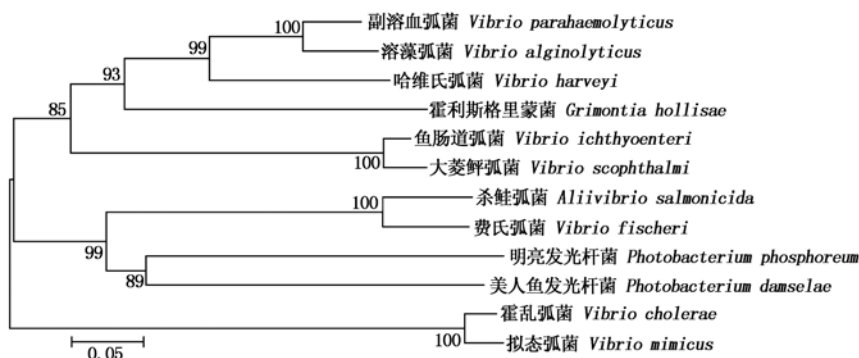 副溶血弧菌 Vibrio parahaemolyticus
100
溶藻弧菌 Vibrio alginolyticus
99
哈维氏弧菌 Vibrio harveyi
93
霍利斯格里蒙菌 Grimontia hollisae
85
鱼肠道弧菌 Vibrio ichthyoenteri
100
大菱鲆弧菌 Vibrio scophthalmi
杀鲑弧菌 Aliivibrio salmonicida
100
费氏弧菌 Vibrio fischeri
99
明亮发光杆菌 Photobacterium phosphoreum
89
美人鱼发光杆菌 Photobacterium damselae
霍乱弧菌 Vibrio cholerae
100
拟态弧菌 Vibrio mimicus
0.05